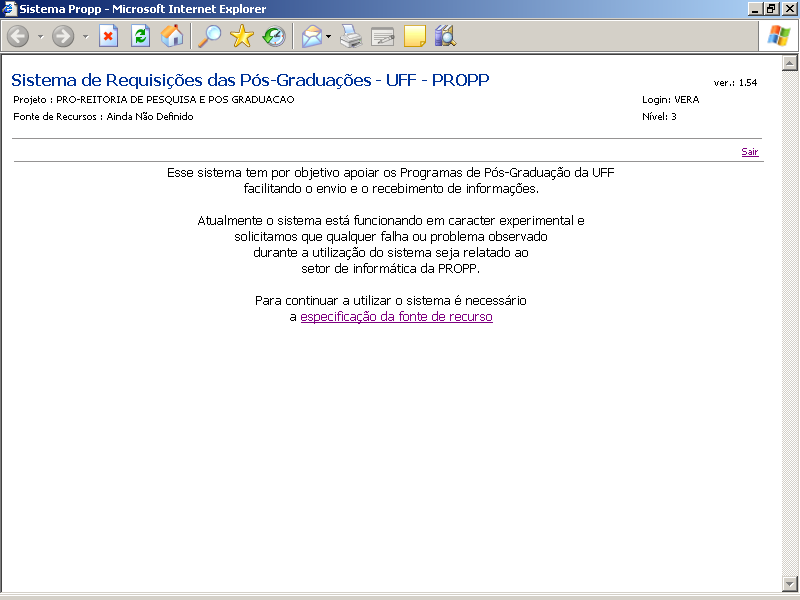 Sistema Propp - Microsoft Internet Explorer
Sistema de Requisições das Pós-Graduações - UFF - PROPP
ver.: 1.54
Projeto : PRO-REITORIA DE PESQUISA E POS GRADUACAO
Login: VERA
Fonte de Recursos : Ainda Não Definido
Nível: 3
Sair
Esse sistema tem por objetivo apoiar os Programas de Pós-Graduação da UFF
facilitando o envio e o recebimento de informações.
Atualmente o sistema está funcionando em caracter experimental e
solicitamos que qualquer falha ou problema observado
durante a utilização do sistema seja relatado ao
setor de informática da PROPP.
Para continuar a utilizar o sistema é necessário
a especificação da fonte de recurso